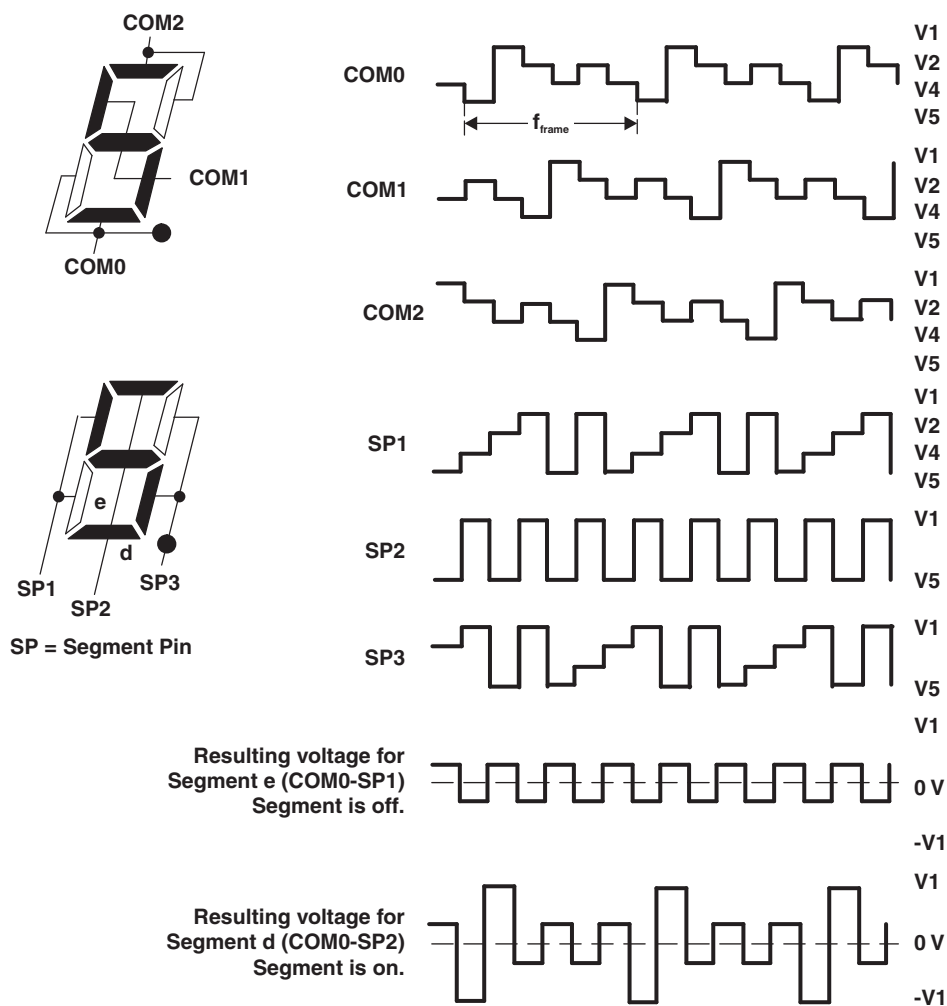 COM2
COM1
COM0
e
d
SP1
SP2
SP3
SP = Segment Pin
COM0
f frame
V1
V2
V4
V5
COM1
V1
V2
V4
V5
COM2
V1
V2
V4
V5
SP1
V1
V2
V4
V5
SP2
V1
V5
SP3
V1
V5
Resulting voltage for
Segment e (COM0-SP1)
Segment is off.
V1
0 V
-V1
Resulting voltage for
Segment d (COM0-SP2)
Segment is on.
V1
0 V
-V1